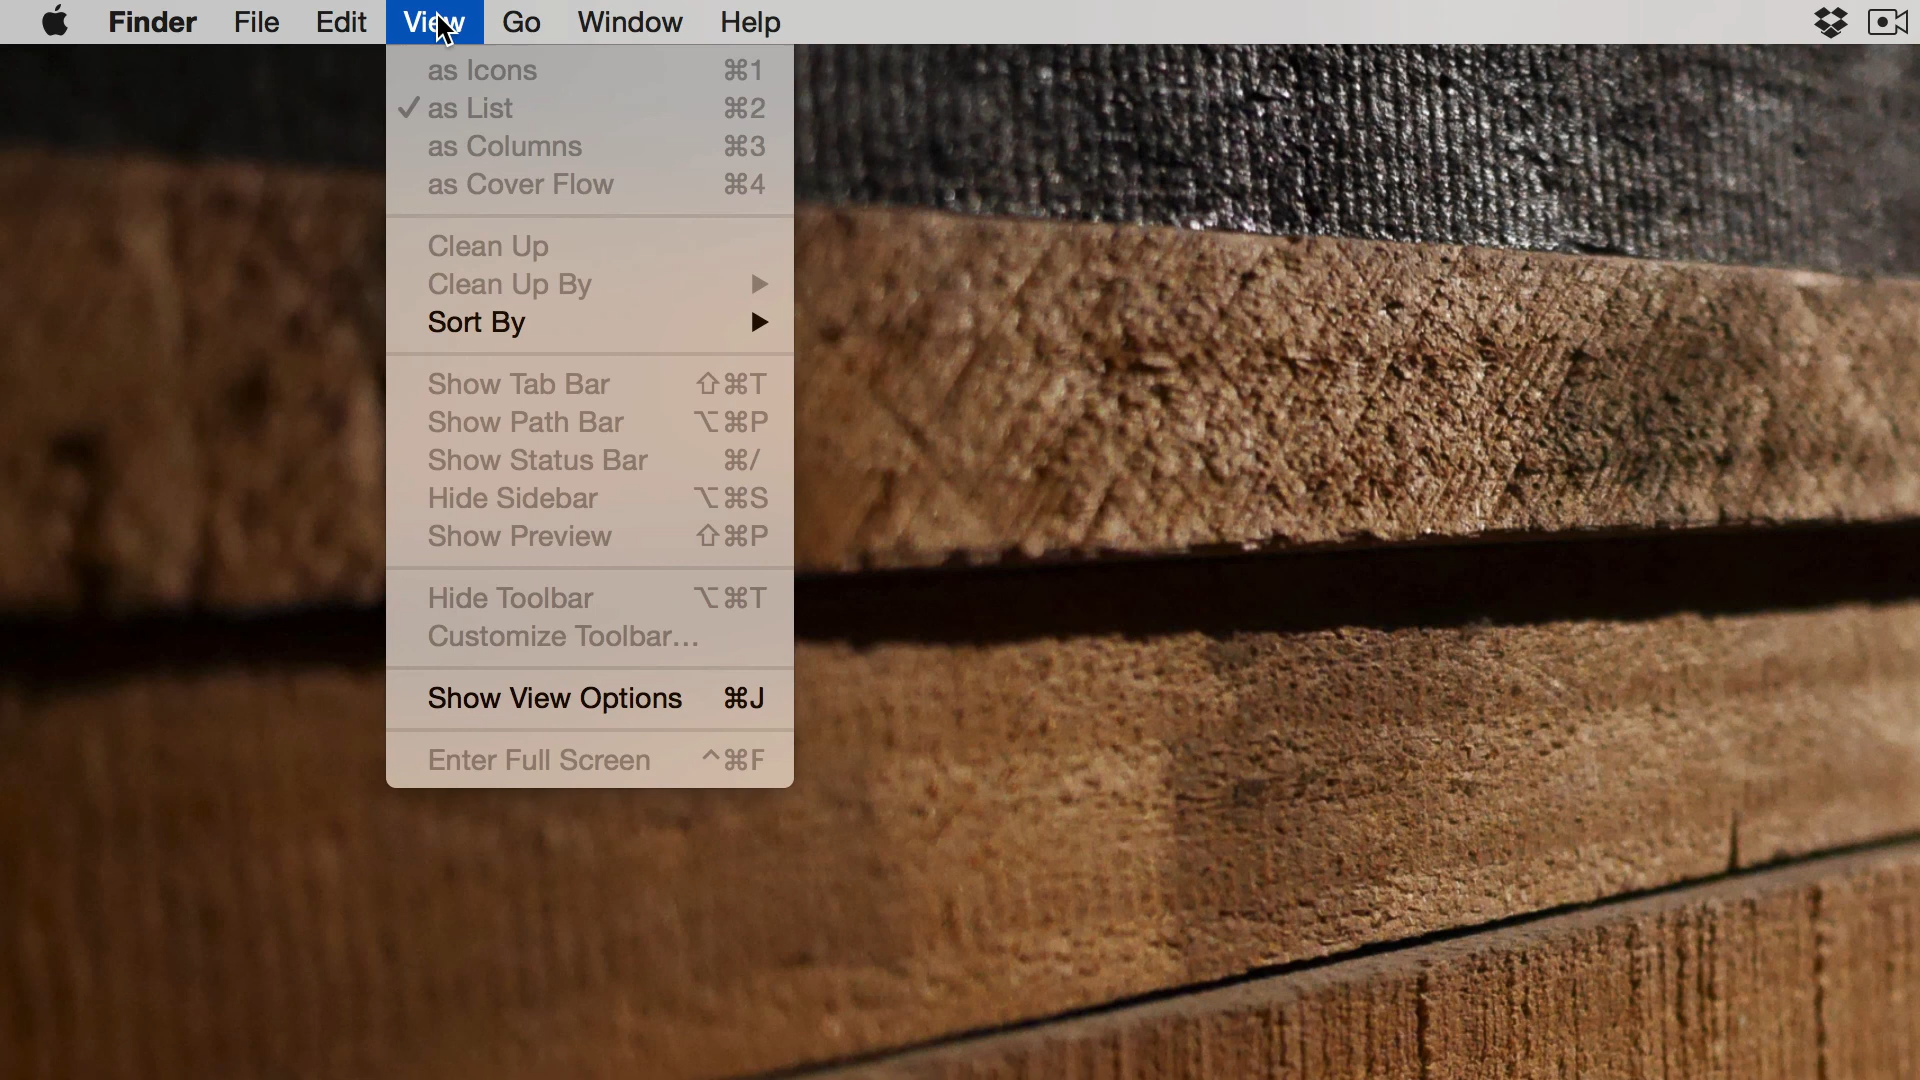 Finder File Edit View Go Window Help
as Icons ⌘1
✓ as List ⌘2
as Columns ⌘3
as Cover Flow ⌘4
Clean Up
Clean Up By ▶
Sort By ▶
Show Tab Bar ⇧⌘T
Show Path Bar ⌥⌘P
Show Status Bar ⌘/
Hide Sidebar ⌥⌘S
Show Preview ⇧⌘P
Hide Toolbar ⌥⌘T
Customize Toolbar...
Show View Options ⌘J
Enter Full Screen ^⌘F